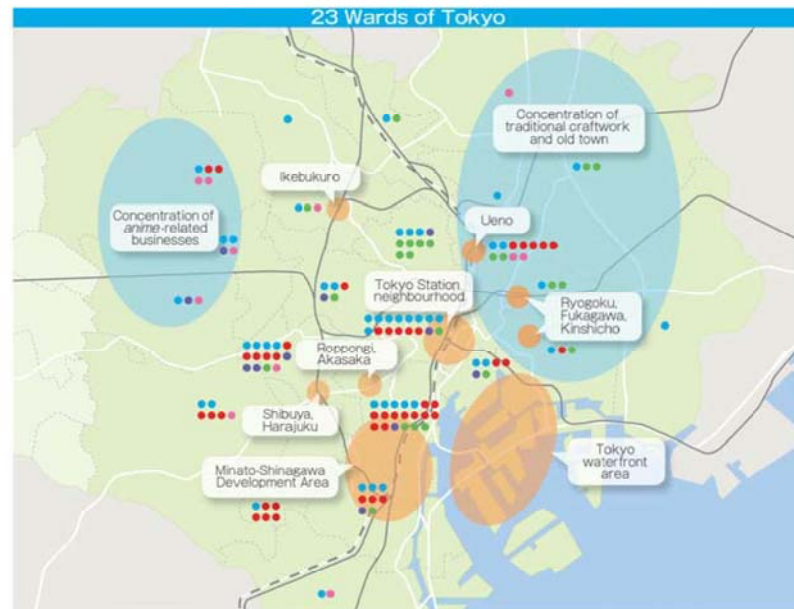 23 Wards of Tokyo
Concentration of
traditional craftwork
and old town
Ikebukuro
Concentration of
anime-related
businesses
Ueno
Tokyo Station
neighbourhood
Ryogoku,
Fukagawa,
Kinshicho
Roppongi,
Akasaka
Shibuya,
Harajuku
Minato-Shinagawa
Development Area
Tokyo
waterfront
area